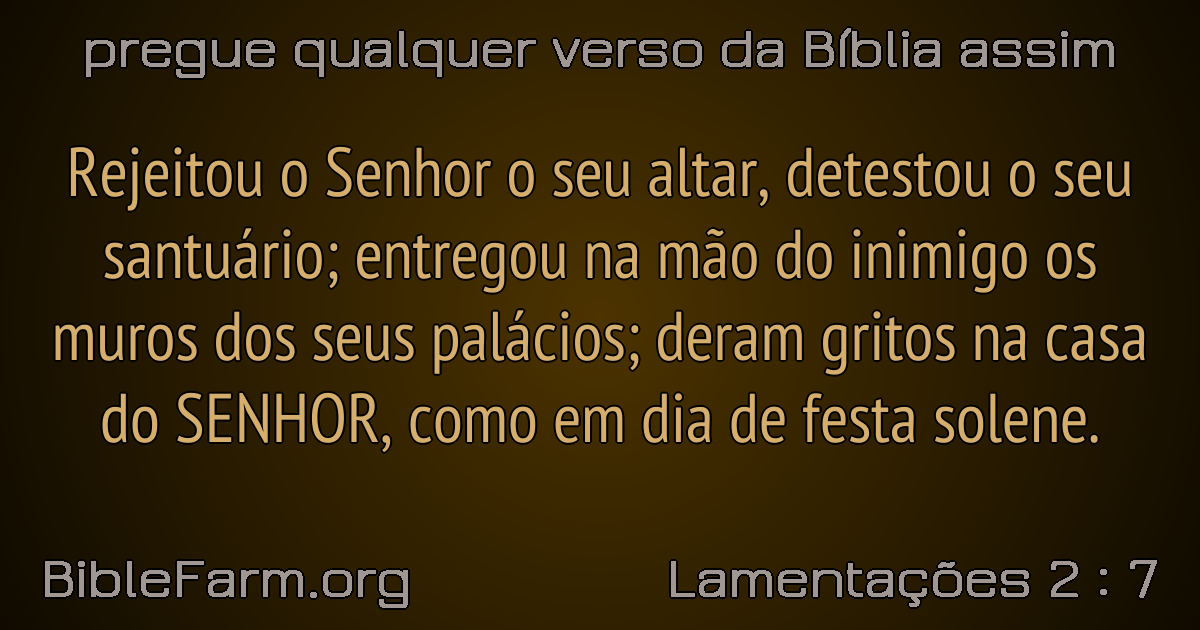 pregue qualquer verso da Bíblia assim
Rejeitou o Senhor o seu altar, detestou o seu
santuário; entregou na mão do inimigo os
muros dos seus palácios; deram gritos na casa
do SENHOR, como em dia de festa solene.
BibleFarm.org
Lamentações 2 : 7